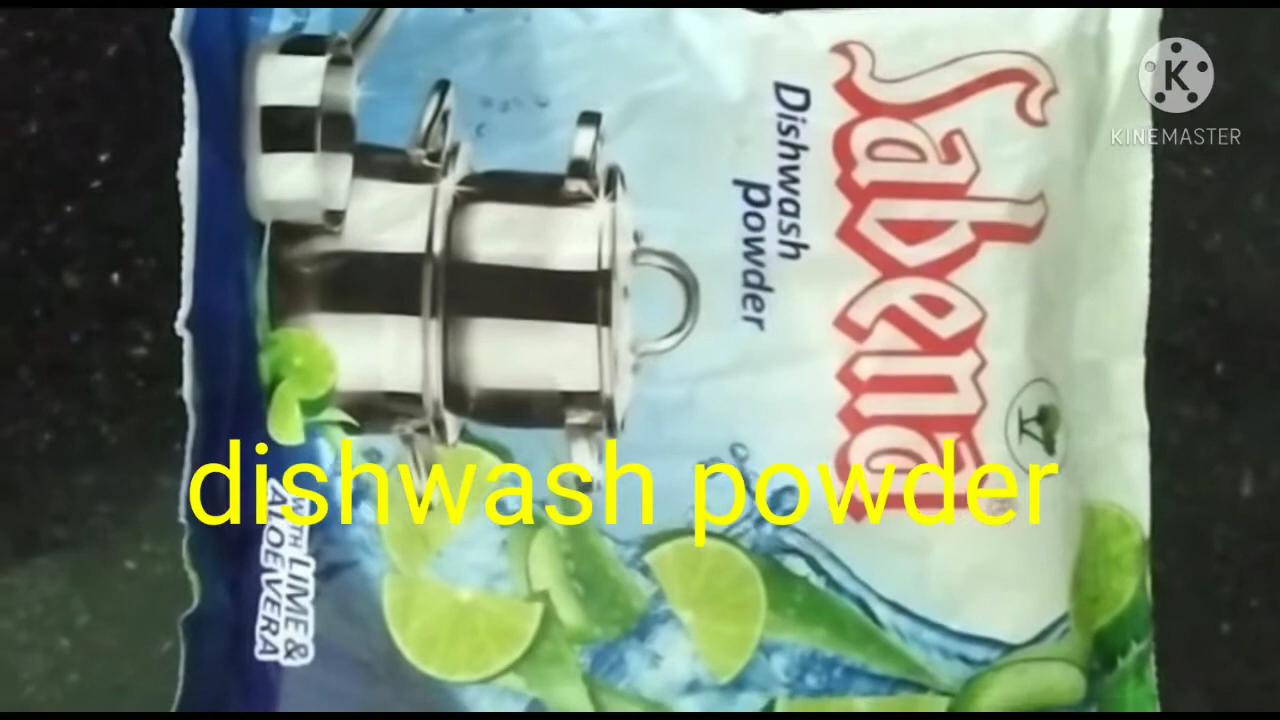 Sabena
Dishwash
Powder
WITH LIME &
ALOE VERA
dishwash powder
K
KINEMASTER